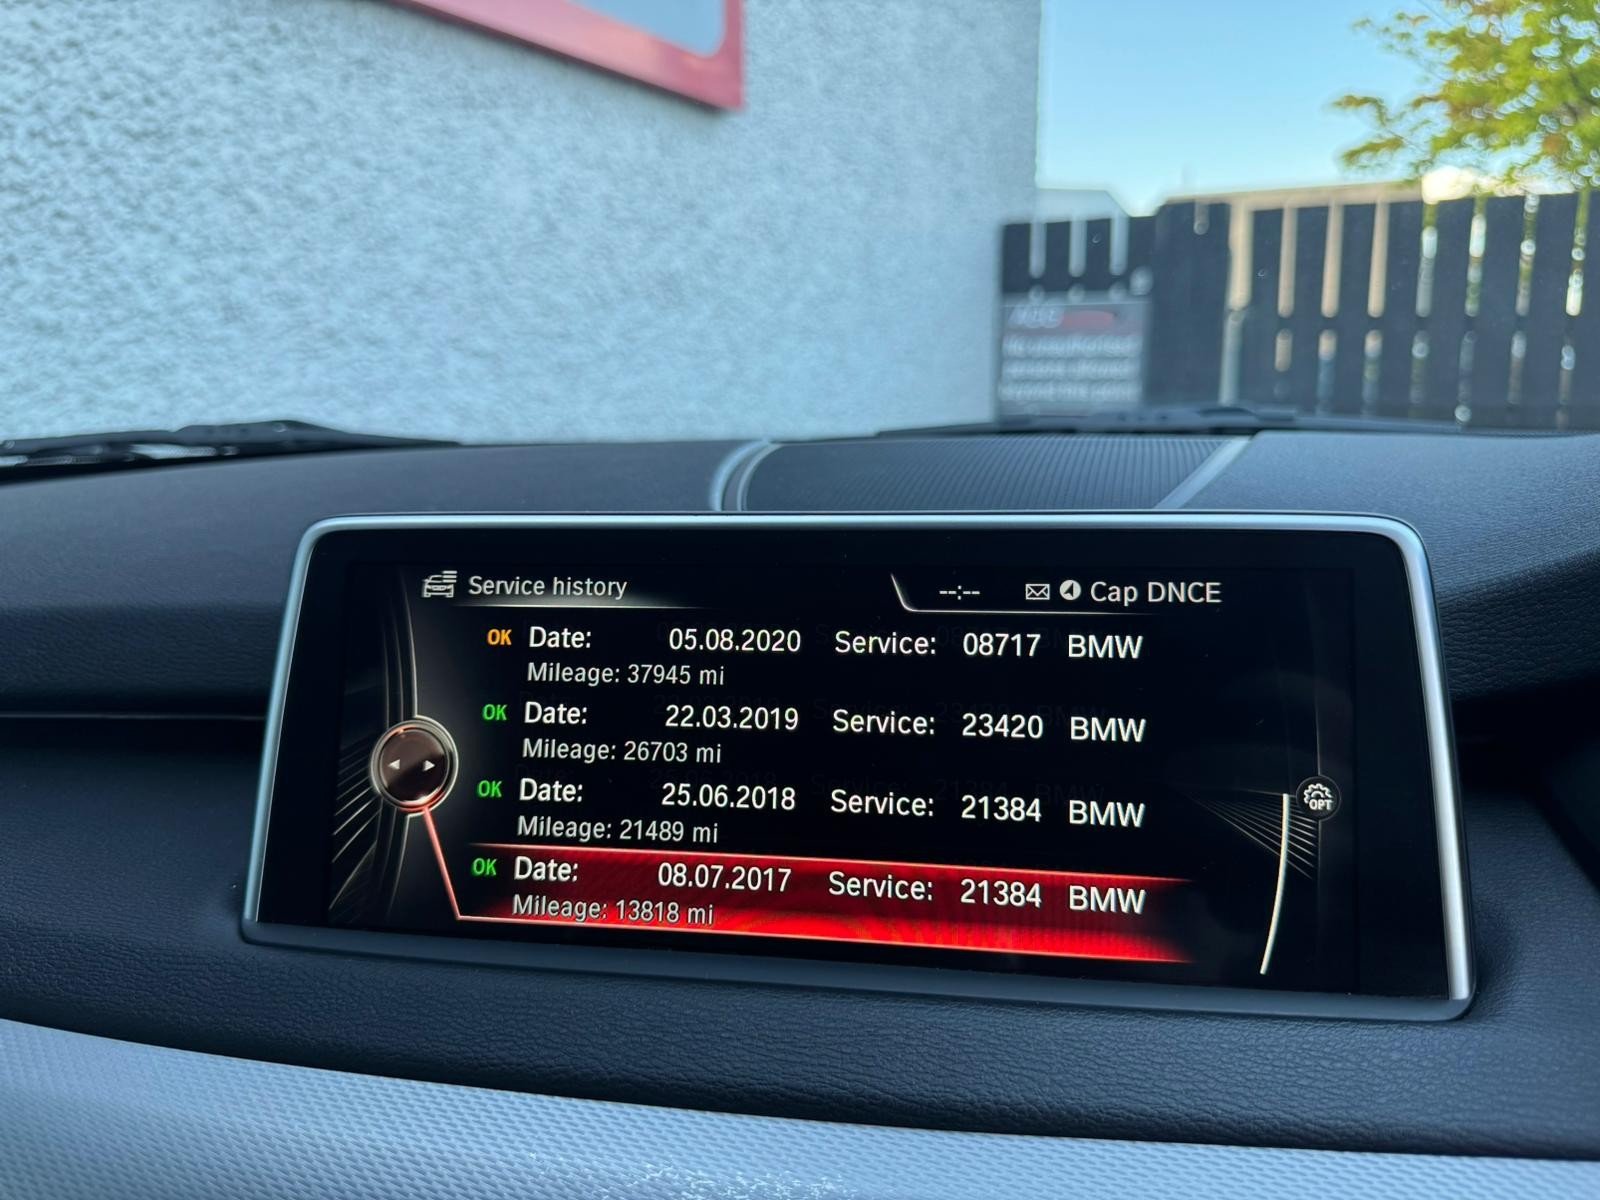 Service history --:-- Cap DNCE
OK Date: 05.08.2020 Service: 08717 BMW
Mileage: 37945 mi
OK Date: 22.03.2019 Service: 23420 BMW
Mileage: 26703 mi
OK Date: 25.06.2018 Service: 21384 BMW
Mileage: 21489 mi
OPT
OK Date: 08.07.2017 Service: 21384 BMW
Mileage: 13818 mi